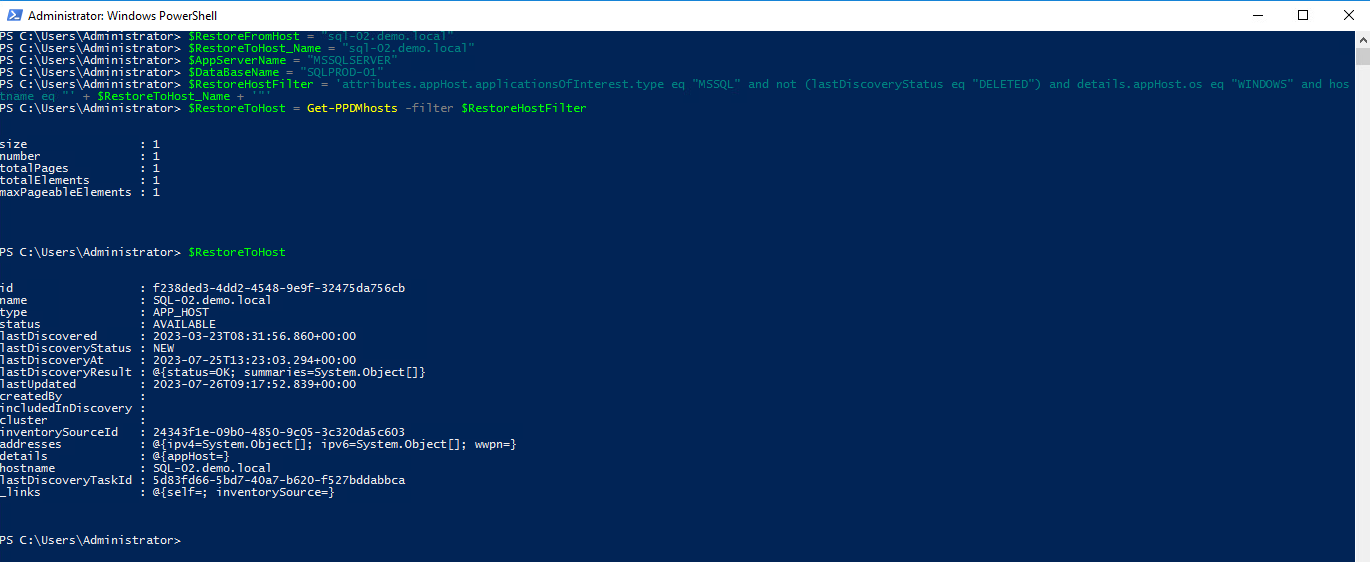 Administrator: Windows PowerShell
PS C:\Users\Administrator> $RestoreFromHost = "sql-02.demo.local"
PS C:\Users\Administrator> $RestoreToHost_Name = "sql-02.demo.local"
PS C:\Users\Administrator> $AppServerName = "MSSQLSERVER"
PS C:\Users\Administrator> $DataBaseName = "SQLPROD-01"
PS C:\Users\Administrator> $RestoreHostFilter = 'attributes.appHost.applicationsOfInterest.type eq "MSSQL" and not (lastDiscoveryStatus eq "DELETED") and details.appHost.os eq "WINDOWS" and hos
tname eq "' + $RestoreToHost_Name + '"'
PS C:\Users\Administrator> $RestoreToHost = Get-PPDMhosts -filter $RestoreHostFilter
size : 1
number : 1
totalPages : 1
totalElements : 1
maxPageableElements : 1
PS C:\Users\Administrator> $RestoreToHost
id : f238ded3-4dd2-4548-9e9f-32475da756cb
name : SQL-02.demo.local
type : APP_HOST
status : AVAILABLE
lastDiscovered : 2023-03-23T08:31:56.860+00:00
lastDiscoveryStatus : NEW
lastDiscoveryAt : 2023-07-25T13:23:03.294+00:00
lastDiscoveryResult : @{status=OK; summaries=System.Object[]}
lastUpdated : 2023-07-26T09:17:52.839+00:00
createdBy :
includedInDiscovery :
cluster :
inventorySourceId : 24343f1e-09b0-4850-9c05-3c320da5c603
addresses : @{ipv4=System.Object[]; ipv6=System.Object[]; wwpn=}
details : @{appHost=}
hostname : SQL-02.demo.local
lastDiscoveryTaskId : 5d83fd66-5bd7-40a7-b620-f527bddabbca
_links : @{self=; inventorySource=}
PS C:\Users\Administrator>